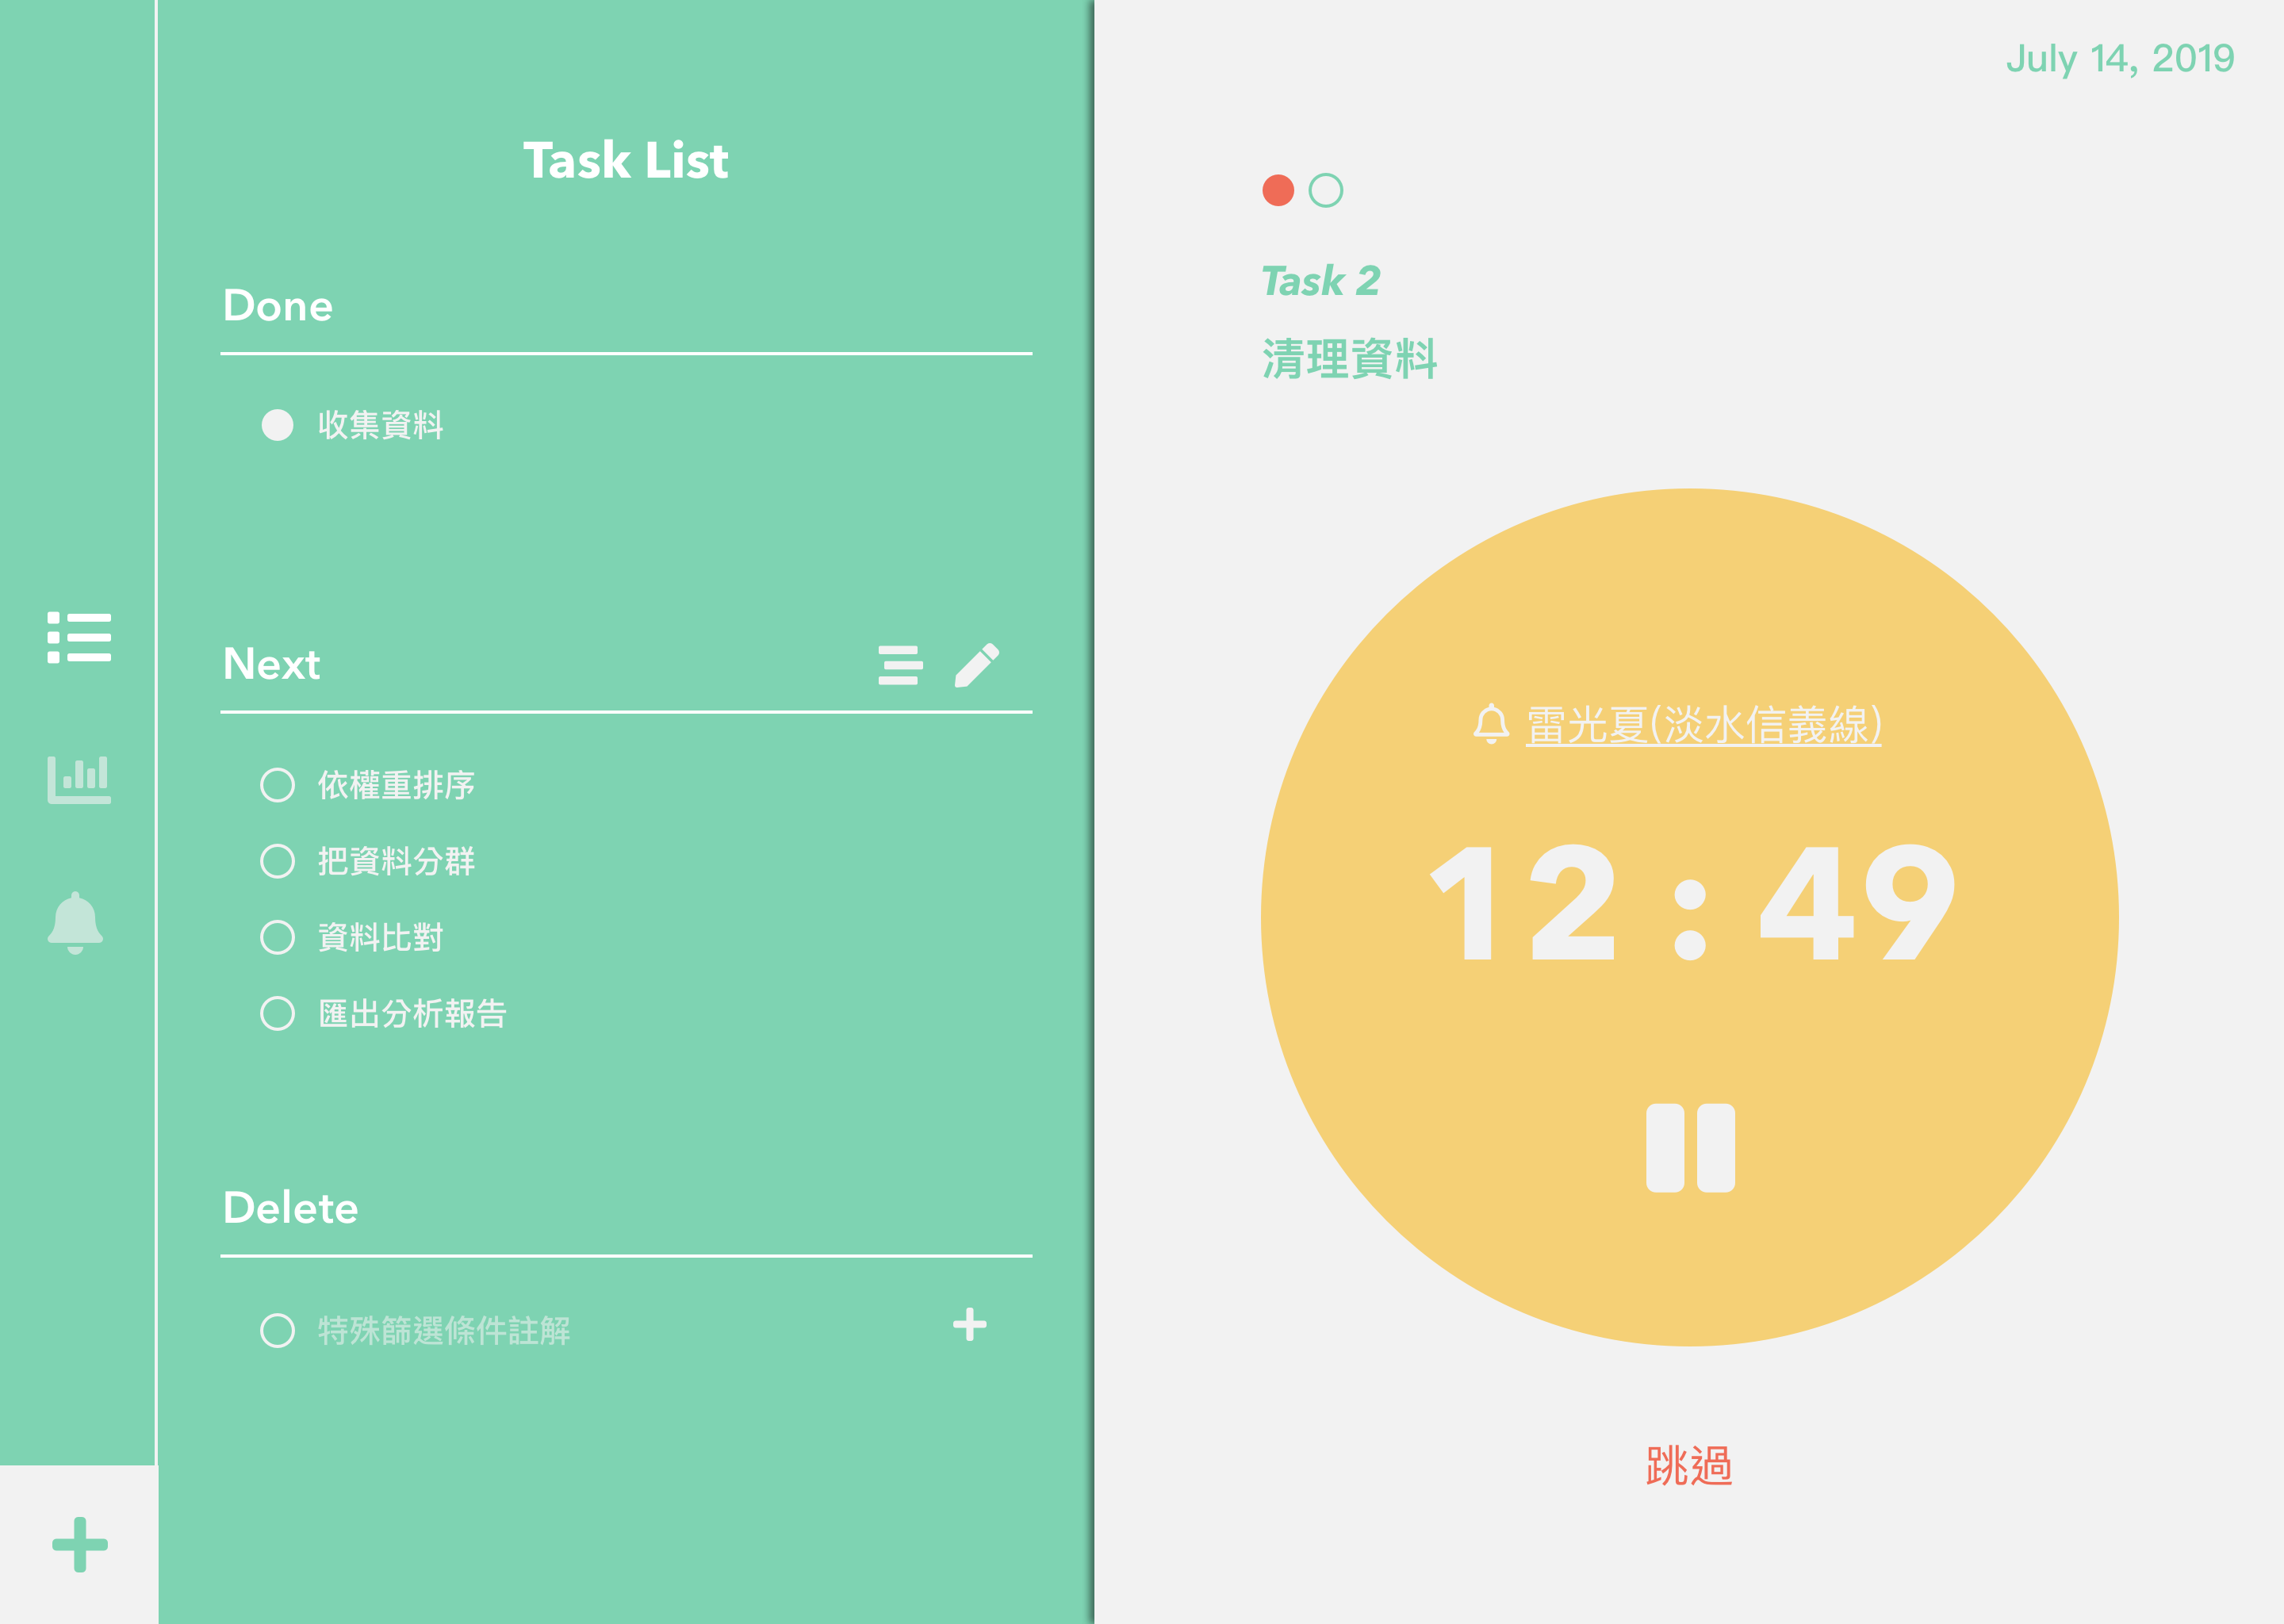 Task List
Done
收集資料
Next
依權重排序
把資料分群
資料比對
匯出分析報告
Delete
特殊篩選條件註解
July 14, 2019
Task 2
清理資料
電光夏(淡水信義線)
12 : 49
跳過